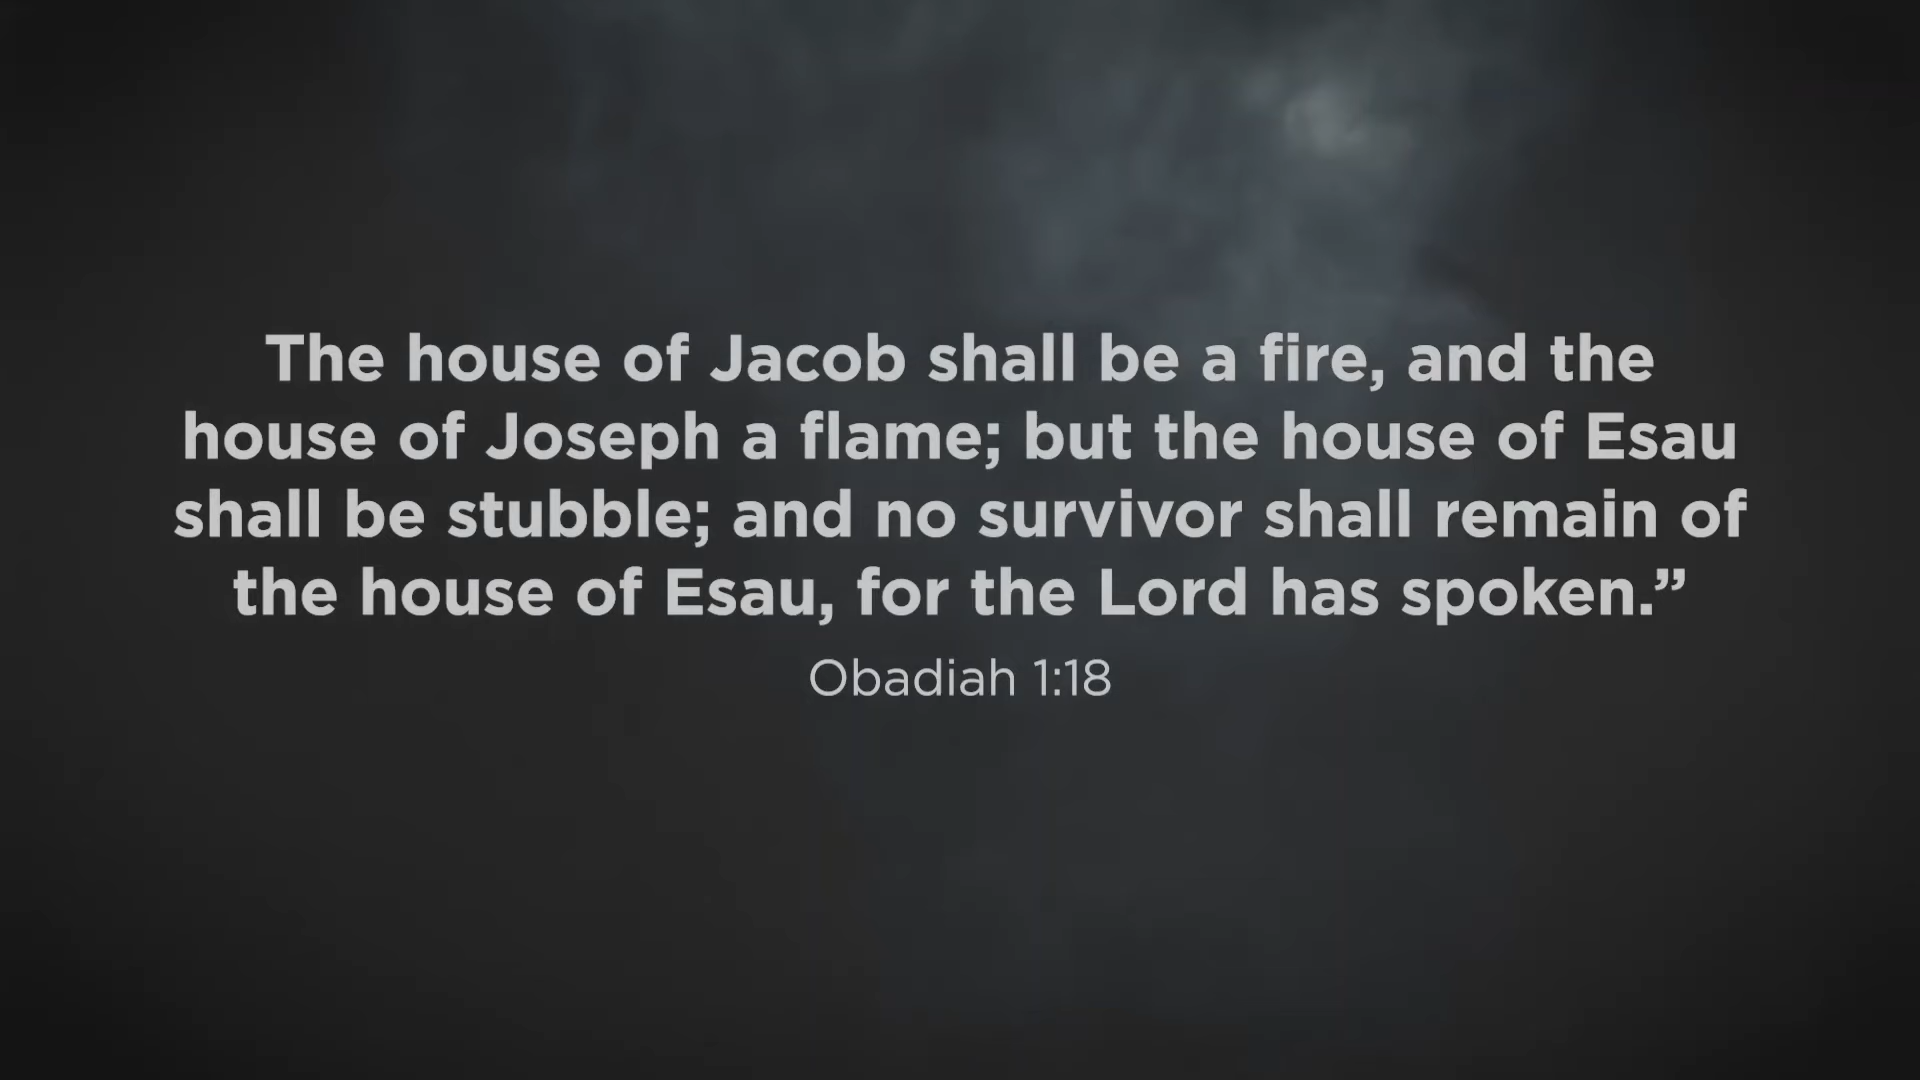 The house of Jacob shall be a fire, and the
house of Joseph a flame; but the house of Esau
shall be stubble; and no survivor shall remain of
the house of Esau, for the Lord has spoken.”
Obadiah 1:18